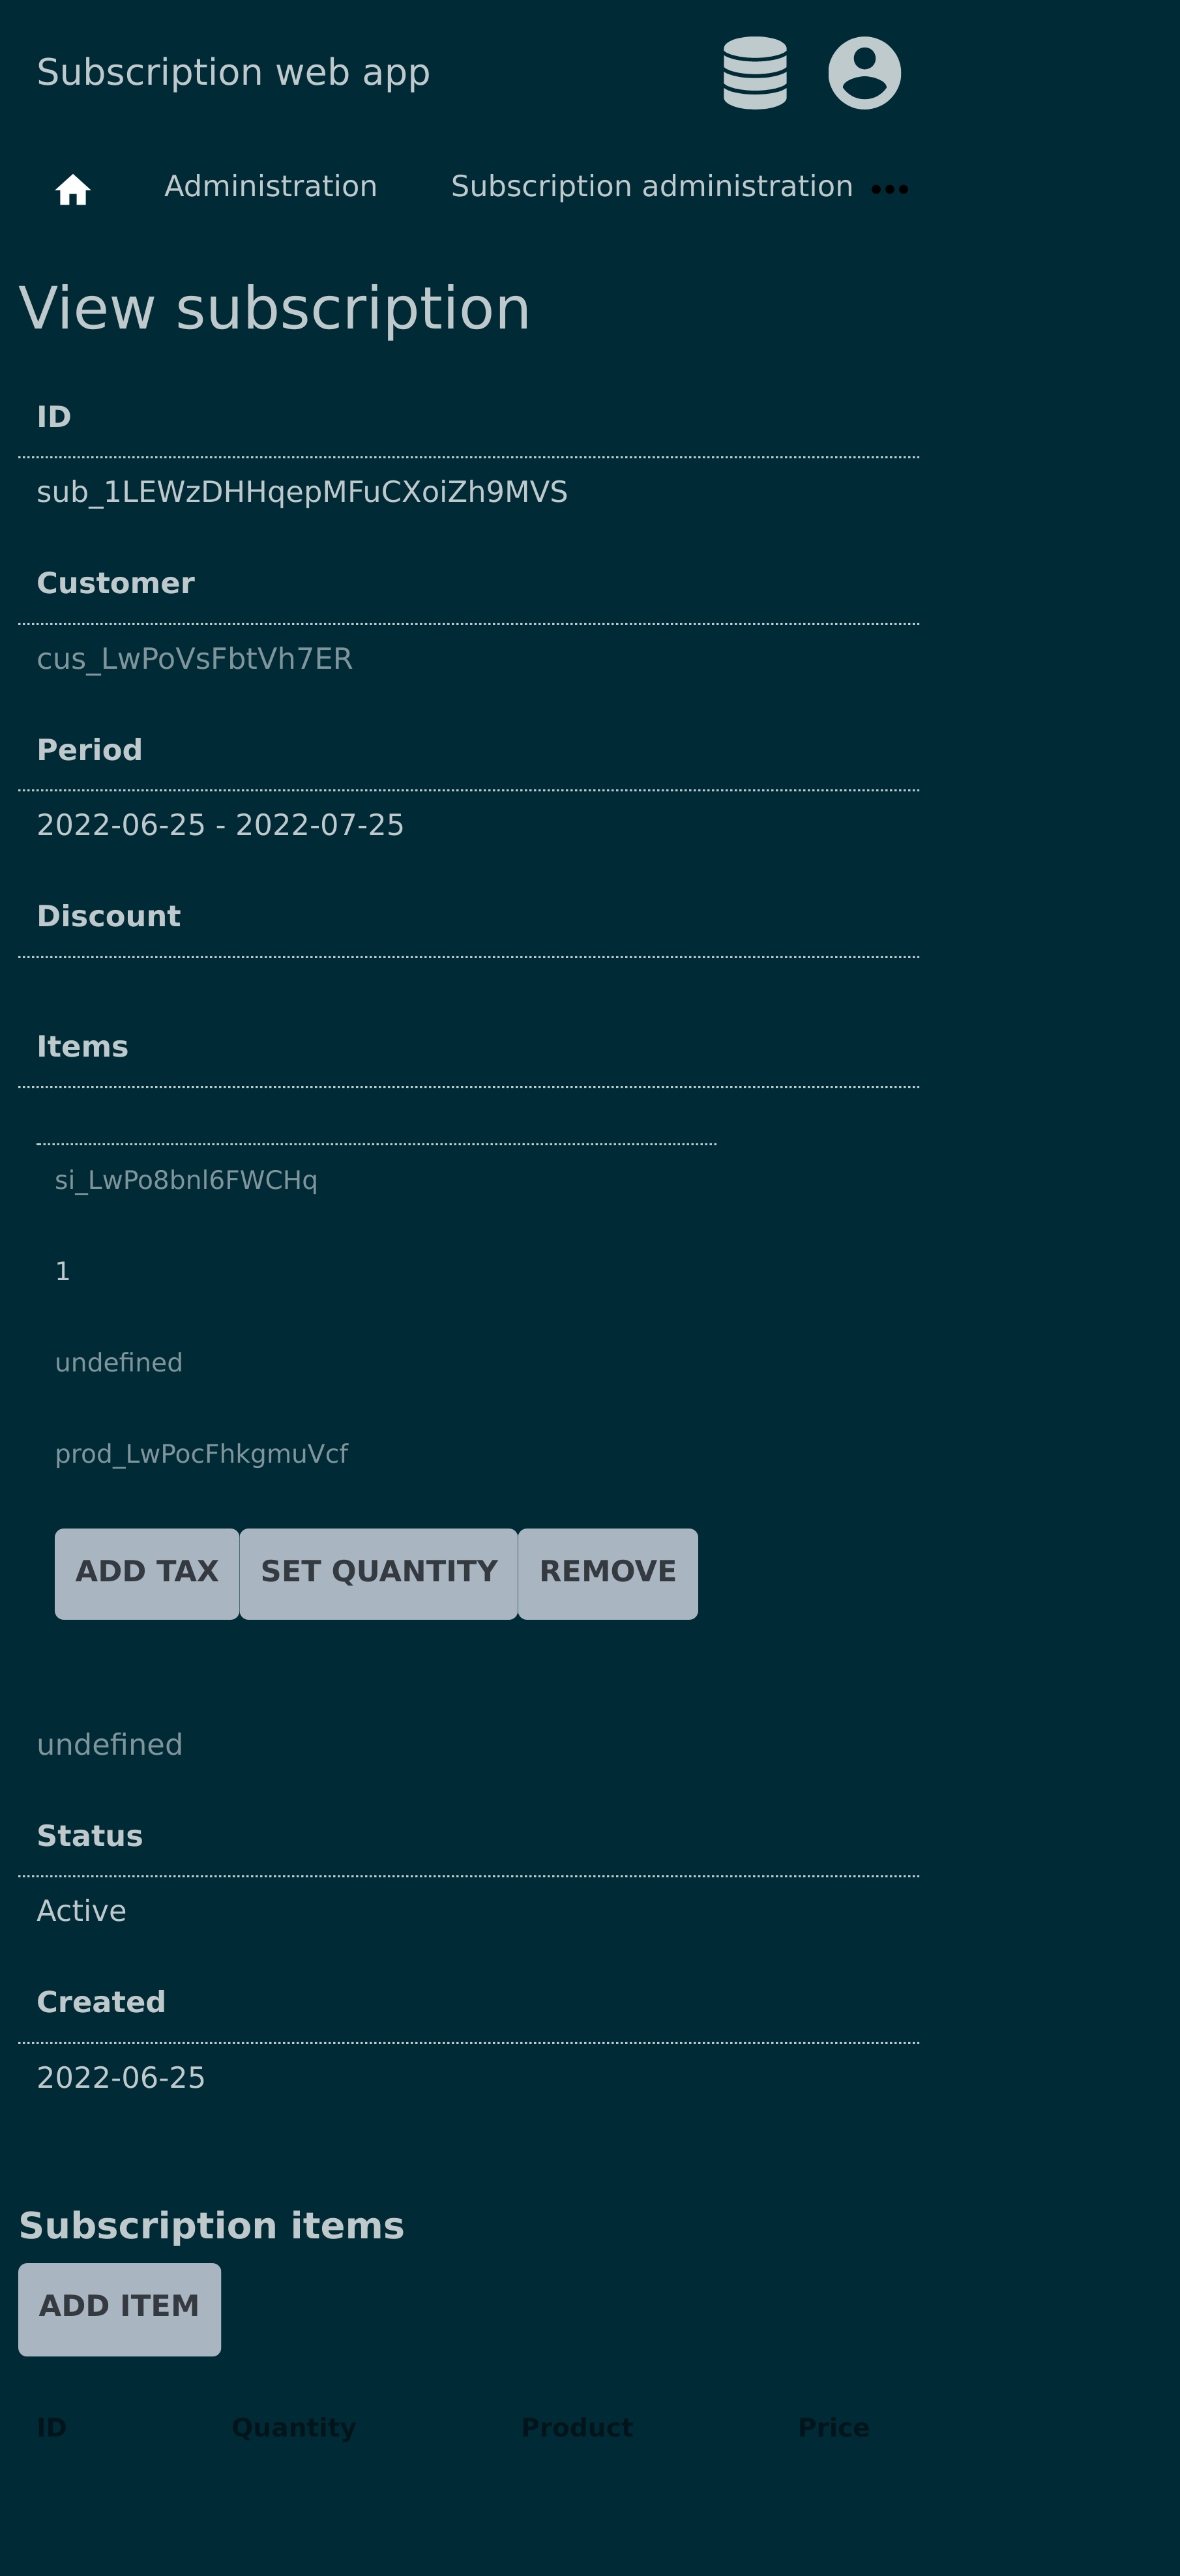 Subscription web app
Administration Subscription administration •••
View subscription
ID
sub_1LEWzDHHqepMFuCXoiZh9MVS
Customer
cus_LwPoVsFbtVh7ER
Period
2022-06-25 - 2022-07-25
Discount
Items
si_LwPo8bnl6FWCHq
1
undefined
prod_LwPocFhkgmuVcf
ADD TAX SET QUANTITY REMOVE
undefined
Status
Active
Created
2022-06-25
Subscription items
ADD ITEM
ID Quantity Product Price